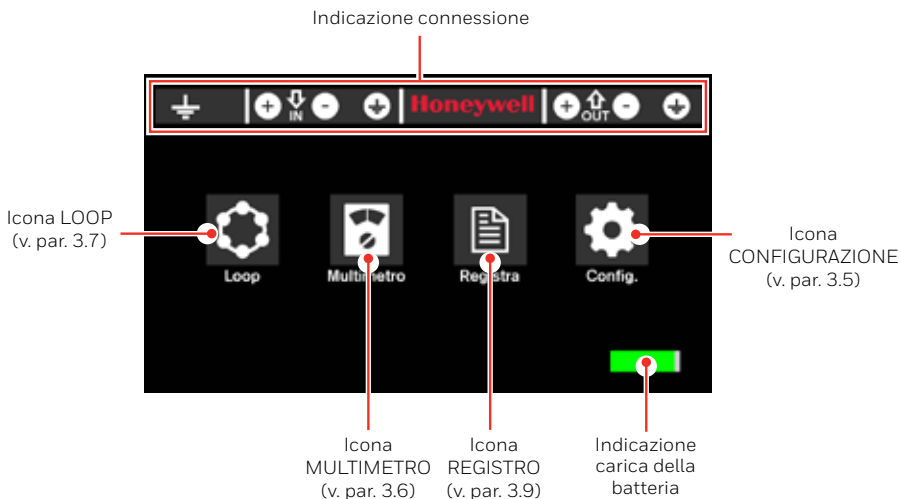 Indicazione connessione
+ IN - Honeywell + OUT -
Icona LOOP
(v. par. 3.7)
Loop
Multimetro
Registra
Config.
Icona
CONFIGURAZIONE
(v. par. 3.5)
Icona
MULTIMETRO
(v. par. 3.6)
Icona
REGISTRO
(v. par. 3.9)
Indicazione
carica della
batteria